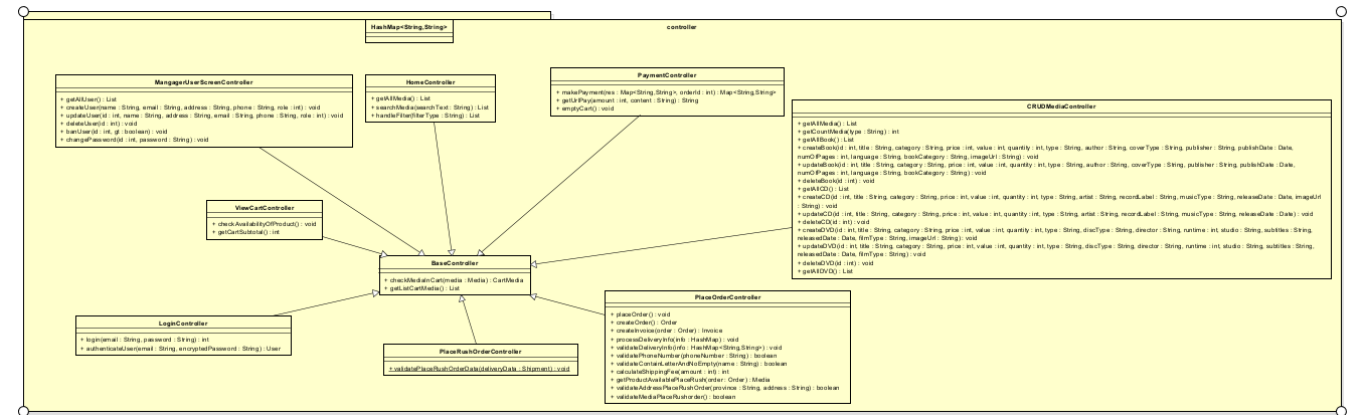 HashMap<String,String>
controller
MangagerUserScreenController
+ getAllUser() : List
+ createUser(name : String, email : String, address : String, phone : String, role : int) : void
+ updateUser(id : int, name : String, address : String, email : String, phone : String, role : int) : void
+ deleteUser(id : int) : void
+ banUser(id : int, gt : boolean) : void
+ changePassword(id : int, password : String) : void
HomeController
+ getAllMedia() : List
+ searchMedia(searchText : String) : List
+ handleFilter(filterType : String) : List
PaymentController
+ makePayment(res : Map<String,String>, orderId : int) : Map<String,String>
+ getUrlPay(amount : int, content : String) : String
+ emptyCart() : void
CRUDMediaController
+ getAllMedia() : List
+ getCountMedia(type : String) : int
+ getAllBook() : List
+ createBook(id : int, title : String, category : String, price : int, value : int, quantity : int, type : String, author : String, coverType : String, publisher : String, publishDate : Date,
numOfPages : int, language : String, bookCategory : String, imageUrl : String) : void
+ updateBook(id : int, title : String, category : String, price : int, value : int, quantity : int, type : String, author : String, coverType : String, publisher : String, publishDate : Date,
numOfPages : int, language : String, bookCategory : String) : void
+ deleteBook(id : int) : void
+ getAllCD() : List
+ createCD(id : int, title : String, category : String, price : int, value : int, quantity : int, type : String, artist : String, recordLabel : String, musicType : String, releaseDate : Date, imageUrl
: String) : void
+ updateCD(id : int, title : String, category : String, price : int, value : int, quantity : int, type : String, artist : String, recordLabel : String, musicType : String, releaseDate : Date) : void
+ deleteCD(id : int) : void
+ createDVD(id : int, title : String, category : String, price : int, value : int, quantity : int, type : String, discType : String, director : String, runtime : int, studio : String, subtitles : String,
releasedDate : Date, filmType : String, imageUrl : String) : void
+ updateDVD(id : int, title : String, category : String, price : int, value : int, quantity : int, type : String, discType : String, director : String, runtime : int, studio : String, subtitles : String,
releasedDate : Date, filmType : String) : void
+ deleteDVD(id : int) : void
+ getAllDVD() : List
ViewCartController
+ checkAvailabilityOfProduct() : void
+ getCartSubtotal() : int
BaseController
+ checkMediaInCart(media : Media) : CartMedia
+ getListCartMedia() : List
LoginController
+ login(email : String, password : String) : int
+ authenticateUser(email : String, encryptedPassword : String) : User
PlaceRushOrderController
+ validatePlaceRushOrderData(deliveryData : Shipment) : void
PlaceOrderController
+ placeOrder() : void
+ createOrder() : Order
+ createInvoice(order : Order) : Invoice
+ processDeliveryInfo(info : HashMap) : void
+ validateDeliveryInfo(info : HashMap<String,String>) : void
+ validatePhoneNumber(phoneNumber : String) : boolean
+ validateContainLetterAndNoEmpty(name : String) : boolean
+ calculateShippingFee(amount : int) : int
+ getProductAvailablePlaceRush(order : Order) : Media
+ validateAddressPlaceRushOrder(province : String, address : String) : boolean
+ validateMediaPlaceRushorder() : boolean